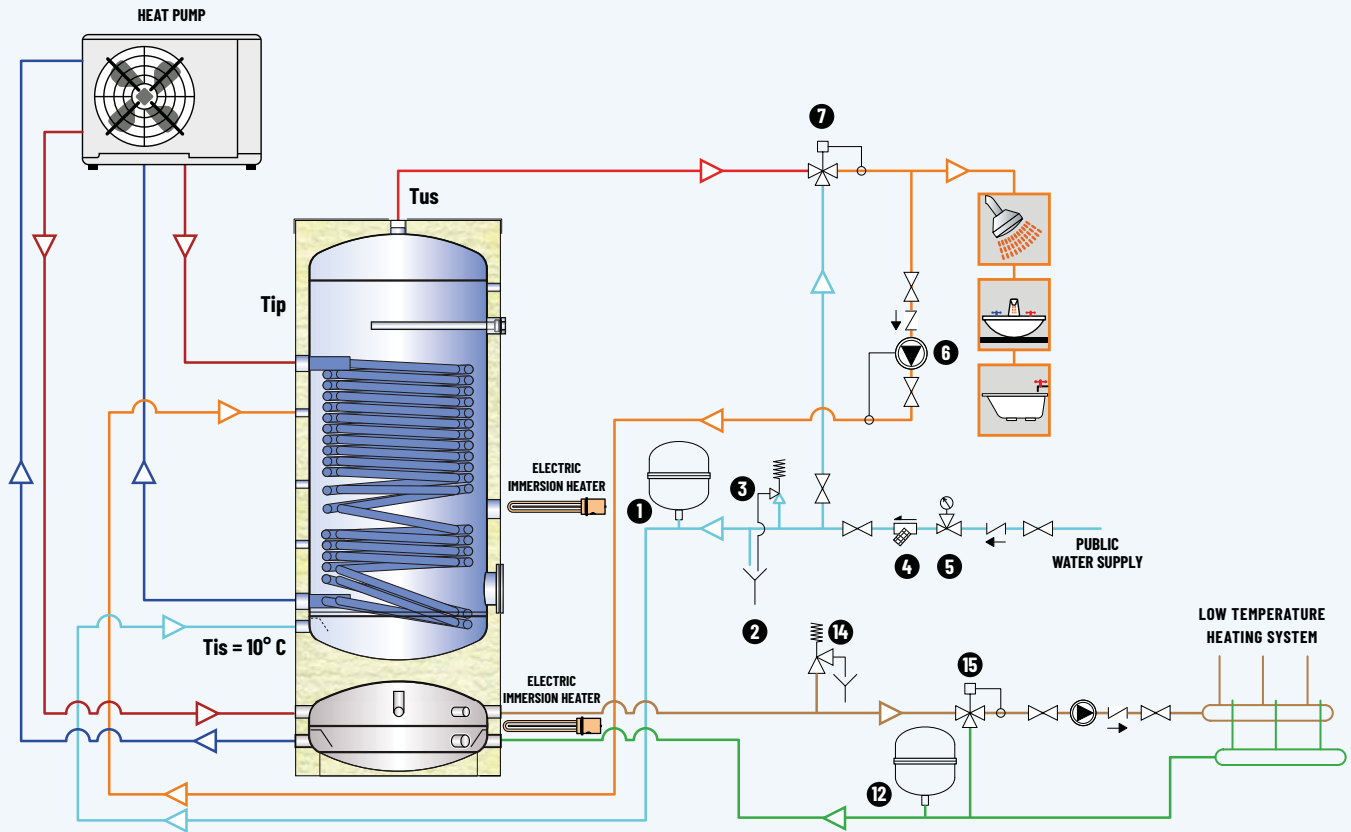 HEAT PUMP
7
Tus
Tip
6
ELECTRIC
IMMERSION HEATER
3
1
4
5
PUBLIC
WATER SUPPLY
2
Tis = 10° C
14
LOW TEMPERATURE
HEATING SYSTEM
15
ELECTRIC
IMMERSION HEATER
12